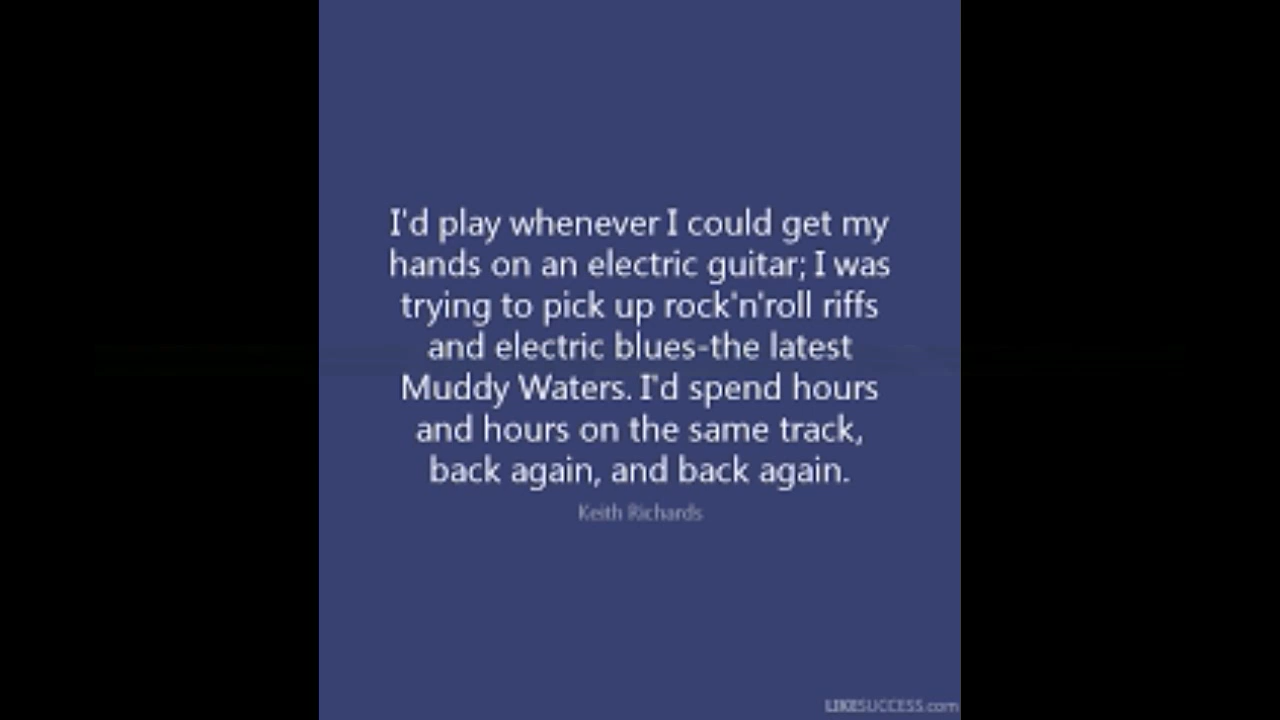 I'd play whenever I could get my
hands on an electric guitar; I was
trying to pick up rock'n'roll riffs
and electric blues-the latest
Muddy Waters. I'd spend hours
and hours on the same track,
back again, and back again.
Keith Richards
LIKESUCCESS.com